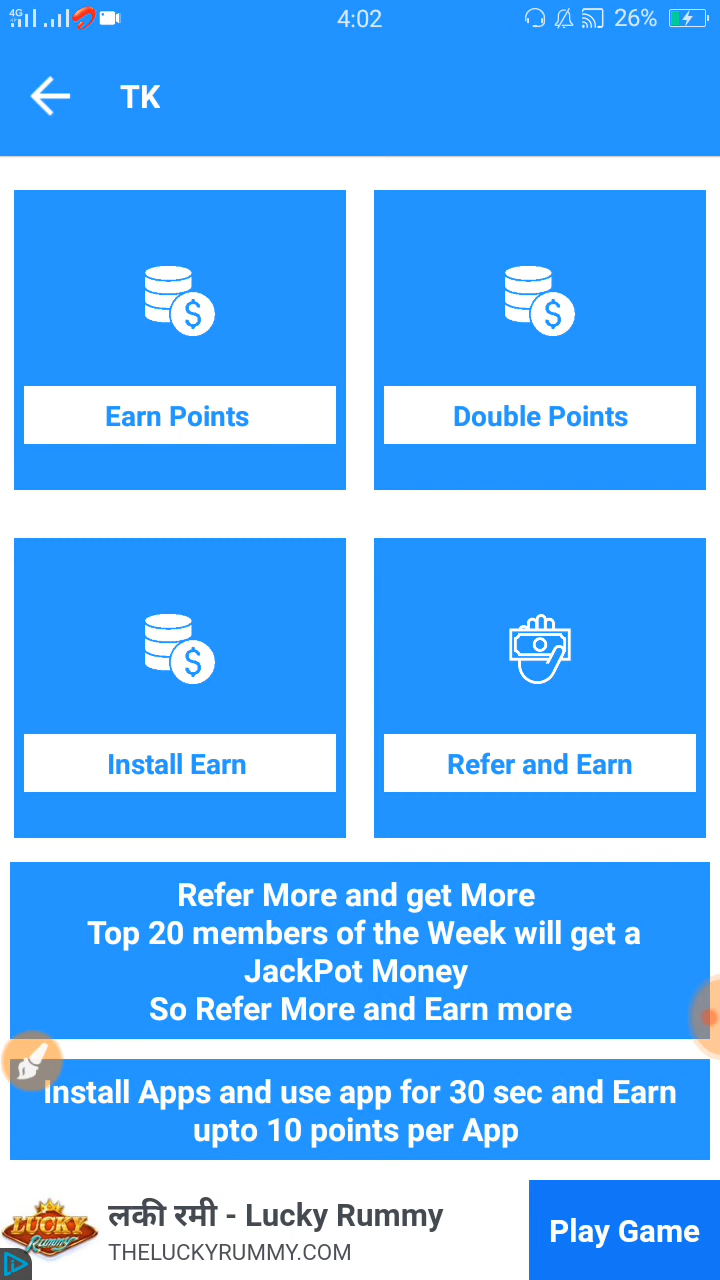 4G
4:02
26%
TK
Earn Points
Double Points
Install Earn
Refer and Earn
Refer More and get More
Top 20 members of the Week will get a
JackPot Money
So Refer More and Earn more
Install Apps and use app for 30 sec and Earn
upto 10 points per App
LUCKY
Rummy
लकी रमी - Lucky Rummy
THELUCKYRUMMY.COM
Play Game